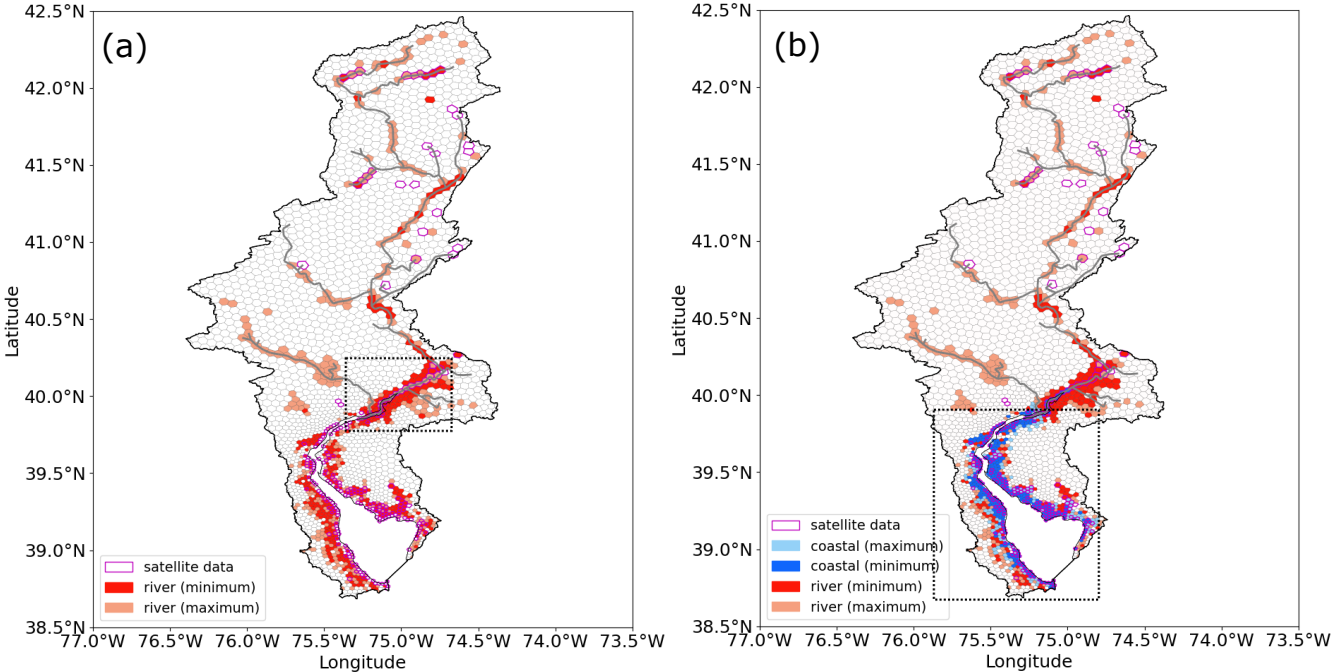 (a)
42.5°N
42.0°N
41.5°N
41.0°N
40.5°N
40.0°N
39.5°N
39.0°N
38.5°N
Latitude
77.0°W 76.5°W 76.0°W 75.5°W 75.0°W 74.5°W 73.5°W
Longitude
satellite data
river (minimum)
river (maximum)
(b)
42.5°N
42.0°N
41.5°N
41.0°N
40.5°N
40.0°N
39.5°N
39.0°N
38.5°N
Latitude
77.0°W 76.5°W 76.0°W 75.5°W 75.0°W 74.5°W 73.5°W
Longitude
satellite data
coastal (maximum)
coastal (minimum)
river (minimum)
river (maximum)